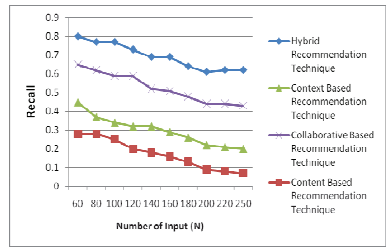 0.9
0.8
0.7
0.6
0.5
0.4
0.3
0.2
0.1
0
Recall
60 80 100 120 140 160 180 200 220 250
Number of Input (N)
Hybrid
Recommendation
Technique
Context Based
Recommendation
Technique
Collaborative Based
Recommendation
Technique
Content Based
Recommendation
Technique